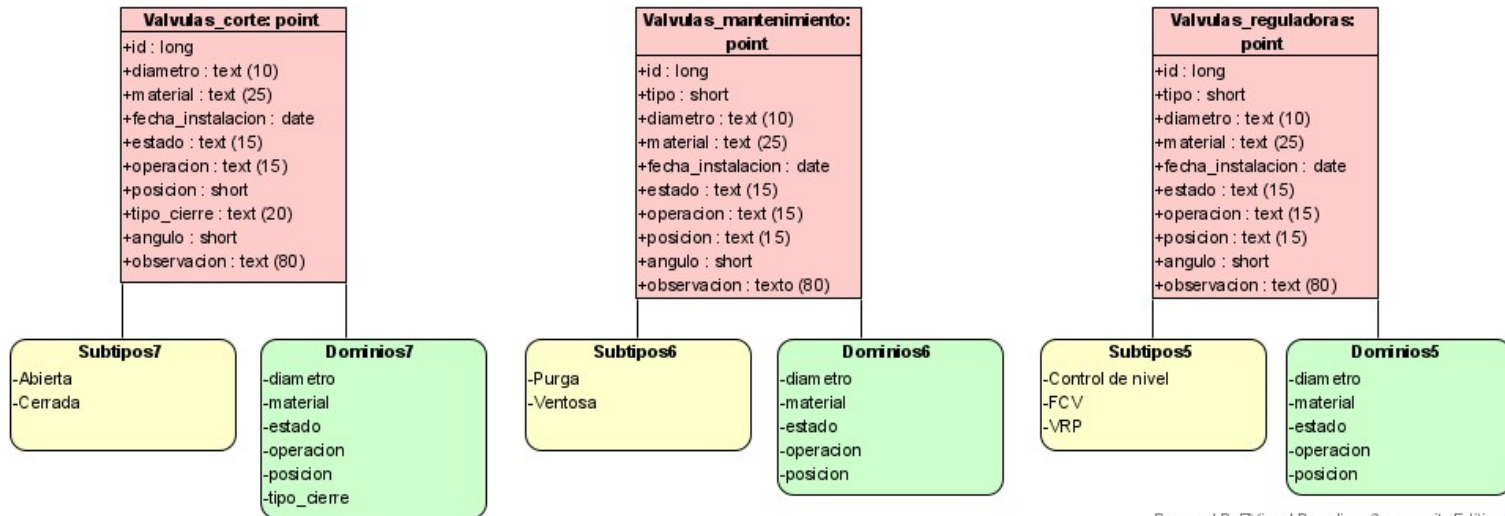 Valvulas_corte: point
+id : long
+diametro : text (10)
+material : text (25)
+fecha_instalacion : date
+estado : text (15)
+operacion : text (15)
+posicion : short
+tipo_cierre : text (20)
+angulo : short
+observacion : text (80)
Subtipos7
-Abierta
-Cerrada
Dominios7
-diametro
-material
-estado
-operacion
-posicion
-tipo_cierre
Valvulas_mantenimiento:
point
+id : long
+tipo : short
+diametro : text (10)
+material : text (25)
+fecha_instalacion : date
+estado : text (15)
+operacion : text (15)
+posicion : text (15)
+angulo : short
+observacion : texto (80)
Subtipos6
-Purga
-Ventosa
Dominios6
-diametro
-material
-estado
-operacion
-posicion
Valvulas_reguladoras:
point
+id : long
+tipo : short
+diametro : text (10)
+material : text (25)
+fecha_instalacion : date
+estado : text (15)
+operacion : text (15)
+posicion : text (15)
+angulo : short
+observacion : text (80)
Subtipos5
-Control de nivel
-FCV
-VRP
Dominios5
-diametro
-material
-estado
-operacion
-posicion